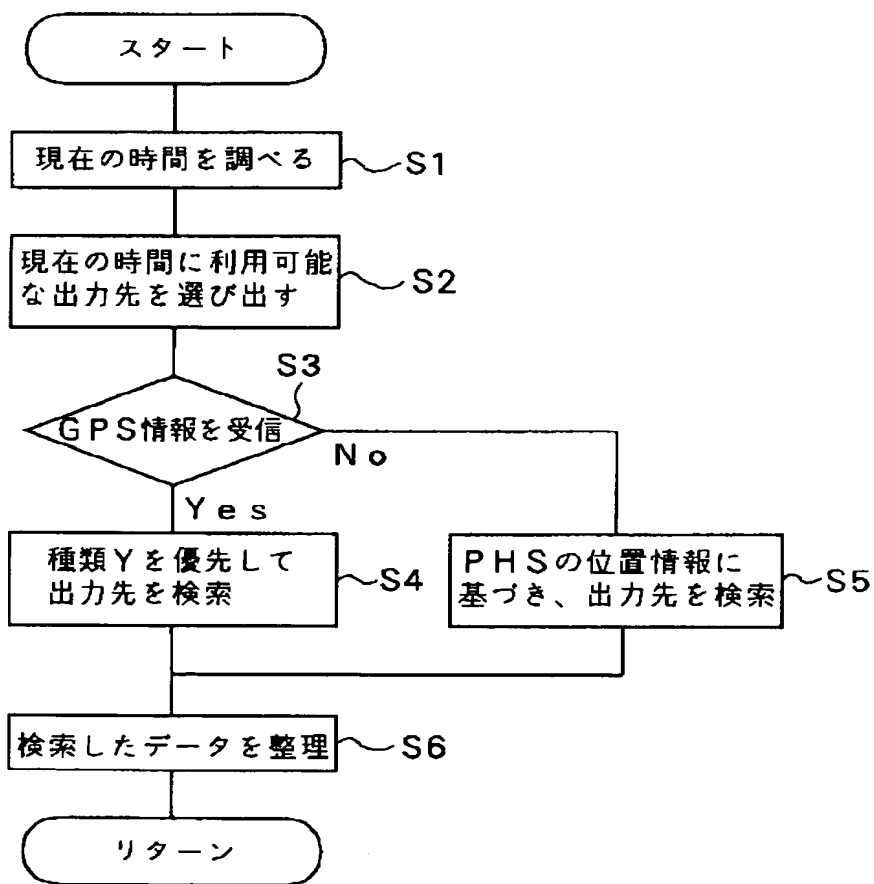 スタート
現在の時間を調べる
S1
現在の時間に利用可能
な出力先を選び出す
S2
S3
GPS情報を受信
No
Yes
種類Yを優先して
出力先を検索
S4
PHSの位置情報に
基づき、出力先を検索
S5
検索したデータを整理
S6
リターン